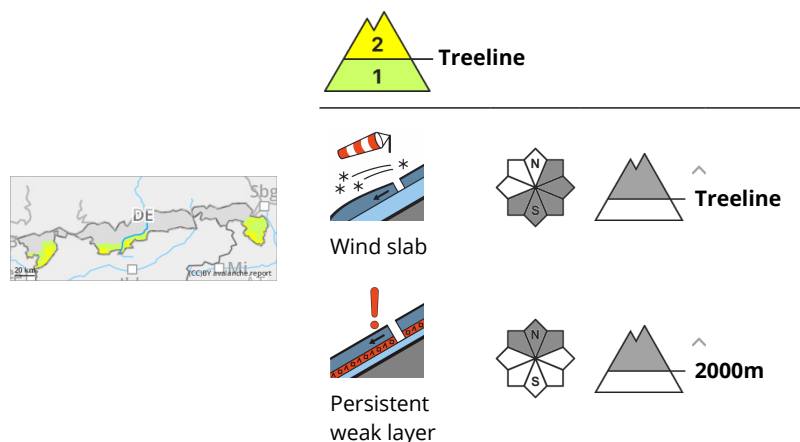 2
Treeline
1
N
S
Treeline
Wind slab
Sbg
DE
20 km
Mi
(CC)BY avalanche.report
N
S
2000m
Persistent
weak layer